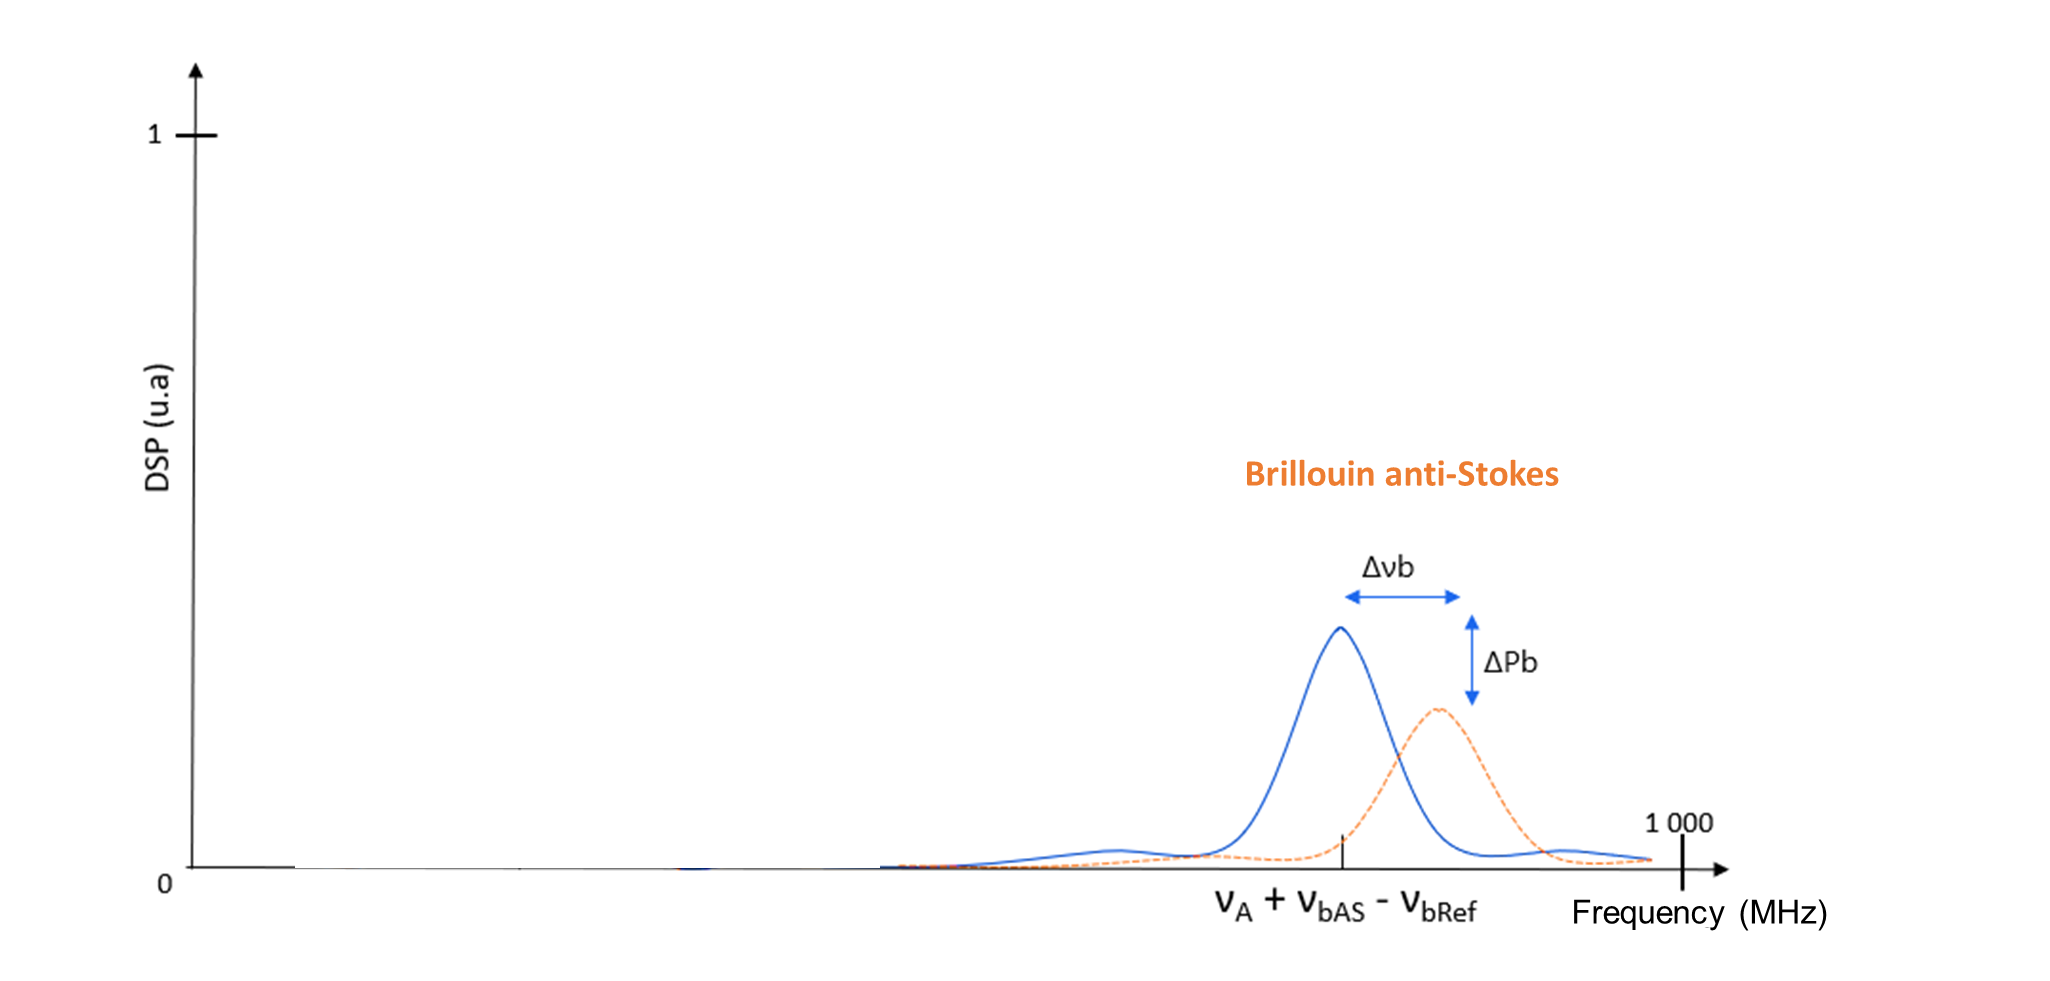 1
DSP (u.a)
Brillouin anti-Stokes
Δνb
ΔPb
1 000
0
νA + νbAS - νbRef
Frequency (MHz)